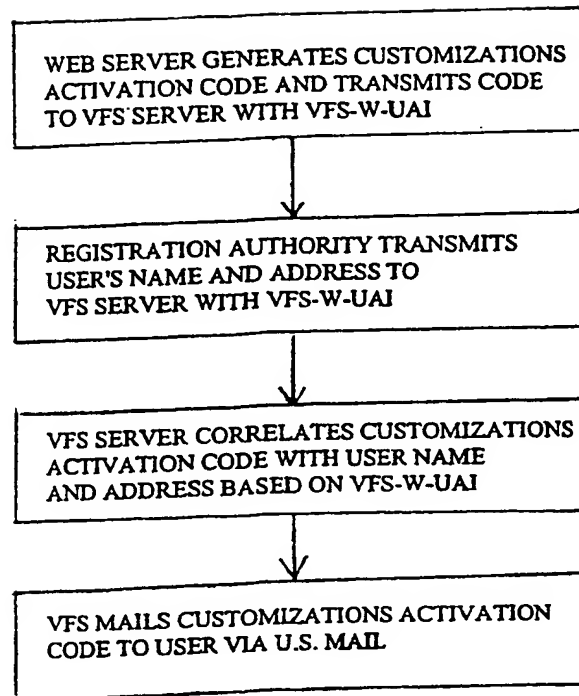 WEB SERVER GENERATES CUSTOMIZATIONS
ACTIVATION CODE AND TRANSMITS CODE
TO VFS SERVER WITH VFS-W-UAI
REGISTRATION AUTHORITY TRANSMITS
USER'S NAME AND ADDRESS TO
VFS SERVER WITH VFS-W-UAI
VFS SERVER CORRELATES CUSTOMIZATIONS
ACTIVATION CODE WITH USER NAME
AND ADDRESS BASED ON VFS-W-UAI
VFS MAILS CUSTOMIZATIONS ACTIVATION
CODE TO USER VIA U.S. MAIL